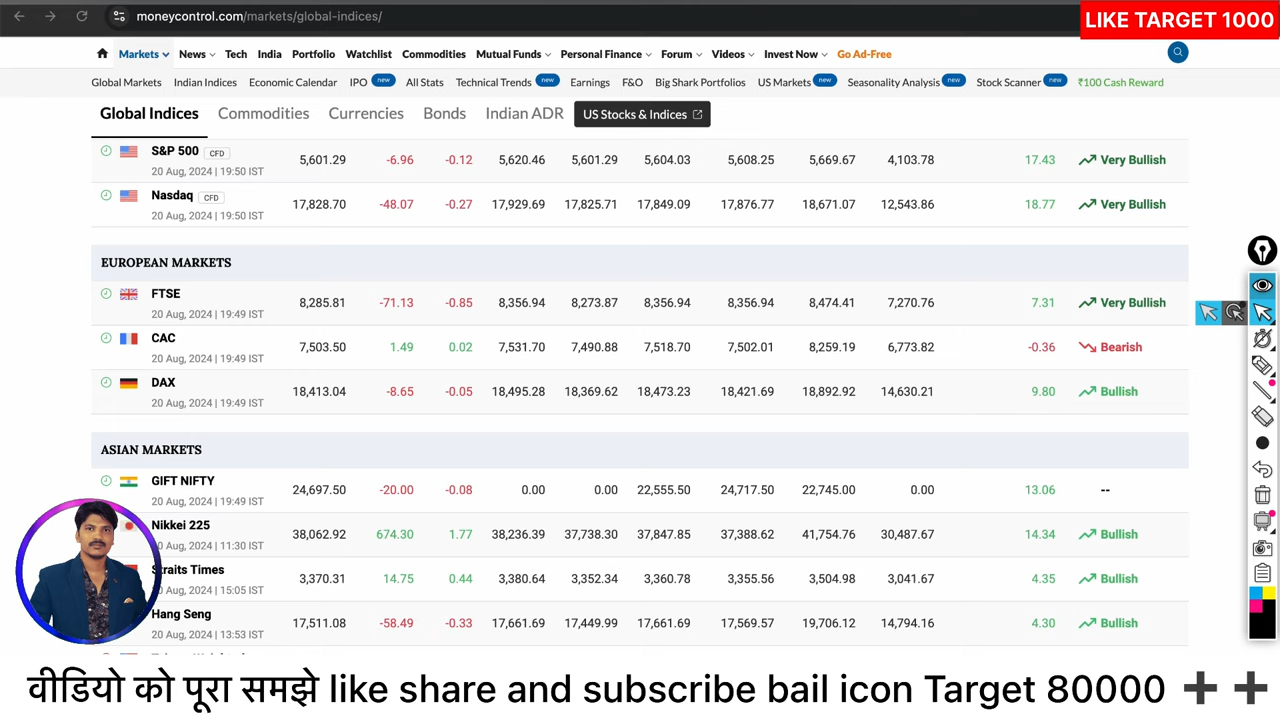 moneycontrol.com/markets/global-indices/
LIKE TARGET 1000
Markets News Tech India Portfolio Watchlist Commodities Mutual Funds Personal Finance Forum Videos Invest Now Go Ad-Free
Global Markets Indian Indices Economic Calendar IPO new All Stats Technical Trends new Earnings F&O Big Shark Portfolios US Markets new Seasonality Analysis new Stock Scanner new ₹100 Cash Reward
Global Indices Commodities Currencies Bonds Indian ADR US Stocks & Indices
S&P 500 CFD 5,601.29 -6.96 -0.12 5,620.46 5,601.29 5,604.03 5,608.25 5,669.67 4,103.78 17.43 Very Bullish
20 Aug, 2024 | 19:50 IST
Nasdaq CFD 17,828.70 -48.07 -0.27 17,929.69 17,825.71 17,849.09 17,876.77 18,671.07 12,543.86 18.77 Very Bullish
20 Aug, 2024 | 19:50 IST
EUROPEAN MARKETS
FTSE 8,285.81 -71.13 -0.85 8,356.94 8,273.87 8,356.94 8,356.94 8,474.41 7,270.76 7.31 Very Bullish
20 Aug, 2024 | 19:49 IST
CAC 7,503.50 1.49 0.02 7,531.70 7,490.88 7,518.70 7,502.01 8,259.19 6,773.82 -0.36 Bearish
20 Aug, 2024 | 19:49 IST
DAX 18,413.04 -8.65 -0.05 18,495.28 18,369.62 18,473.23 18,421.69 18,892.92 14,630.21 9.80 Bullish
20 Aug, 2024 | 19:49 IST
ASIAN MARKETS
GIFT NIFTY 24,697.50 -20.00 -0.08 0.00 0.00 22,555.50 24,717.50 22,745.00 0.00 13.06 --
20 Aug, 2024 | 19:49 IST
Nikkei 225 38,062.92 674.30 1.77 38,236.39 37,738.30 37,847.85 37,388.62 41,754.76 30,487.67 14.34 Bullish
Aug, 2024 | 11:30 IST
Straits Times 3,370.31 14.75 0.44 3,380.64 3,352.34 3,360.78 3,355.56 3,504.98 3,041.67 4.35 Bullish
Aug, 2024 | 15:05 IST
Hang Seng 17,511.08 -58.49 -0.33 17,661.69 17,449.99 17,661.69 17,569.57 19,706.12 14,794.16 4.30 Bullish
20 Aug, 2024 | 13:53 IST
वीडियो को पूरा समझे like share and subscribe bail icon Target 80000 ➕ ➕